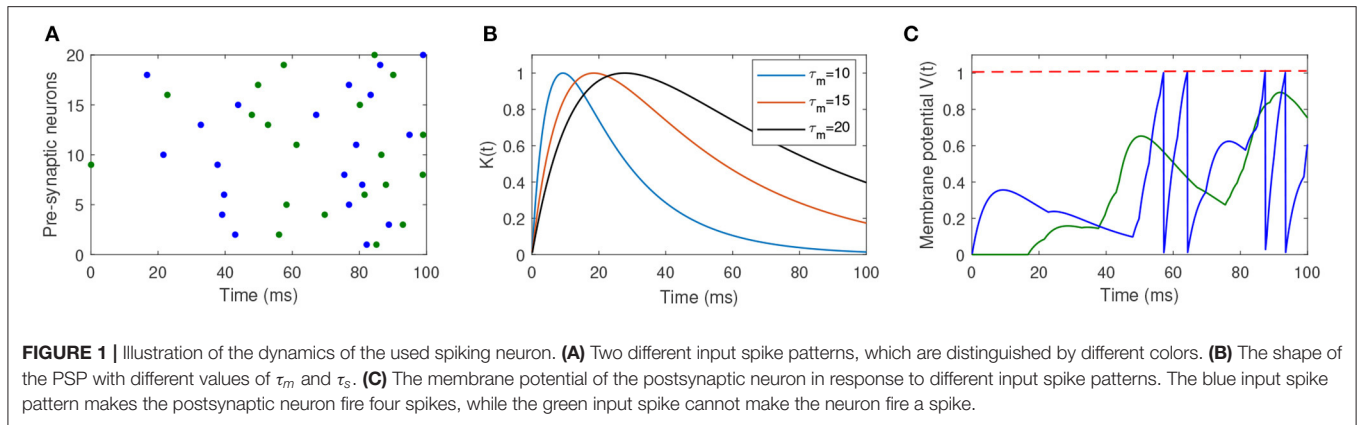 A
20
15
10
5
0
Pre-synaptic neurons
0 20 40 60 80 100
Time (ms)
B
1
0.8
0.6
0.4
0.2
0
K(t)
τm=10
τm=15
τm=20
0 20 40 60 80 100
Time (ms)
C
1
0.8
0.6
0.4
0.2
0
Membrane potential V(t)
0 20 40 60 80 100
Time (ms)
FIGURE 1 | Illustration of the dynamics of the used spiking neuron. (A) Two different input spike patterns, which are distinguished by different colors. (B) The shape of
the PSP with different values of τm and τs. (C) The membrane potential of the postsynaptic neuron in response to different input spike patterns. The blue input spike
pattern makes the postsynaptic neuron fire four spikes, while the green input spike cannot make the neuron fire a spike.